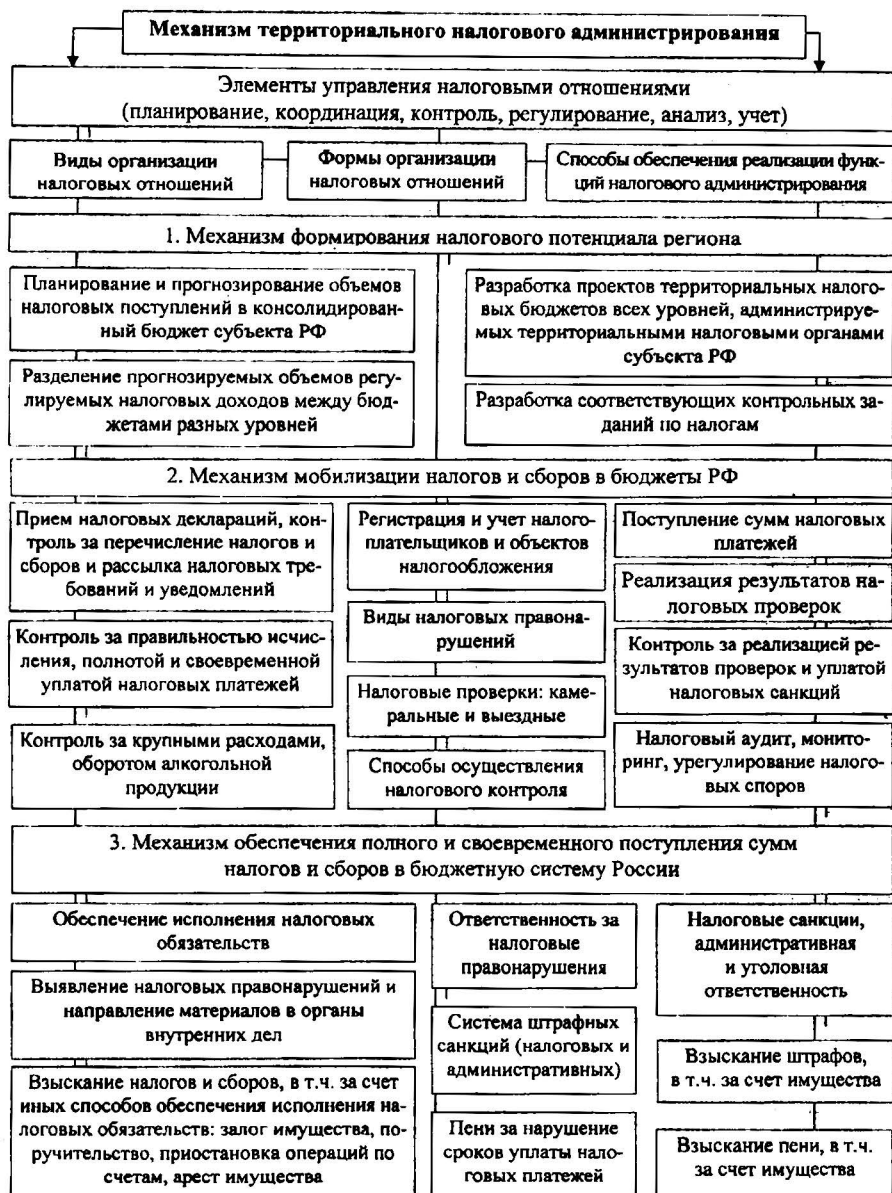 Механизм территориального налогового администрирования
Элементы управления налоговыми отношениями
(планирование, координация, контроль, регулирование, анализ, учет)
Виды организации
налоговых отношений
Формы организации
налоговых отношений
Способы обеспечения реализации функ-
ций налогового администрирования
1. Механизм формирования налогового потенциала региона
Планирование и прогнозирование объемов
налоговых поступлений в консолидирован-
ный бюджет субъекта РФ
Разработка проектов территориальных налого-
вых бюджетов всех уровней, администрируе-
мых территориальными налоговыми органами
субъекта РФ
Разделение прогнозируемых объемов регу-
лируемых налоговых доходов между бюд-
жетами разных уровней
Разработка соответствующих контрольных за-
даний по налогам
2. Механизм мобилизации налогов и сборов в бюджеты РФ
Прием налоговых деклараций, кон-
троль за перечисление налогов и
сборов и рассылка налоговых тре-
бований и уведомлений
Контроль за правильностью исчис-
ления, полнотой и своевременной
уплатой налоговых платежей
Контроль за крупными расходами,
оборотом алкогольной
продукции
Регистрация и учет налого-
плательщиков и объектов
налогообложения
Виды налоговых правона-
рушений
Налоговые проверки: каме-
ральные и выездные
Способы осуществления
налогового контроля
Поступление сумм налоговых
платежей
Реализация результатов на-
логовых проверок
Контроль за реализацией ре-
зультатов проверок и уплатой
налоговых санкций
Налоговый аудит, монито-
ринг, урегулирование налог-
овых споров
3. Механизм обеспечения полного и своевременного поступления сумм
налогов и сборов в бюджетную систему России
Обеспечение исполнения налоговых
обязательств
Выявление налоговых правонарушений и
направление материалов в органы
внутренних дел
Взыскание налогов и сборов, в т.ч. за счет
иных способов обеспечения исполнения на-
логовых обязательств: залог имущества, по-
ручительство, приостановка операций по
счетам, арест имущества
Ответственность за
налоговые
правонарушения
Система штрафных
санкций (налоговых и
административных)
Пени за нарушение
сроков уплаты нало-
говых платежей
Налоговые санкции,
административная
и уголовная
ответственность
Взыскание штрафов,
в т.ч. за счет имущества
Взыскание пени, в т.ч.
за счет имущества